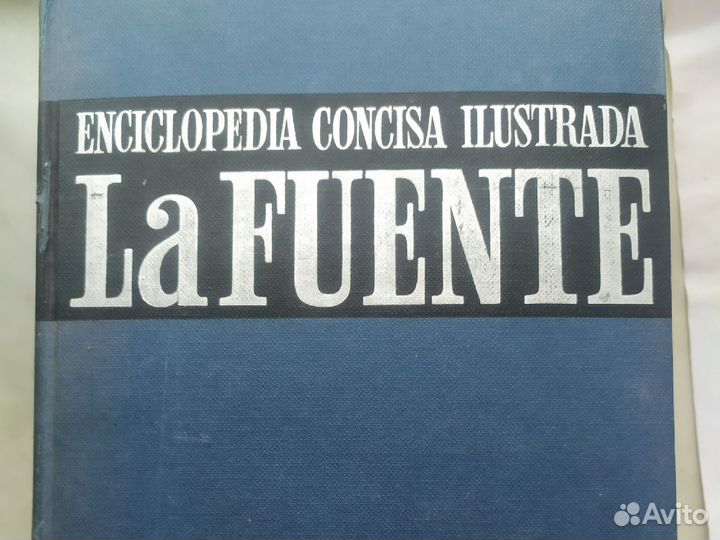 ENCICLOPEDIA CONCISA ILUSTRADA
La FUENTE
Avito